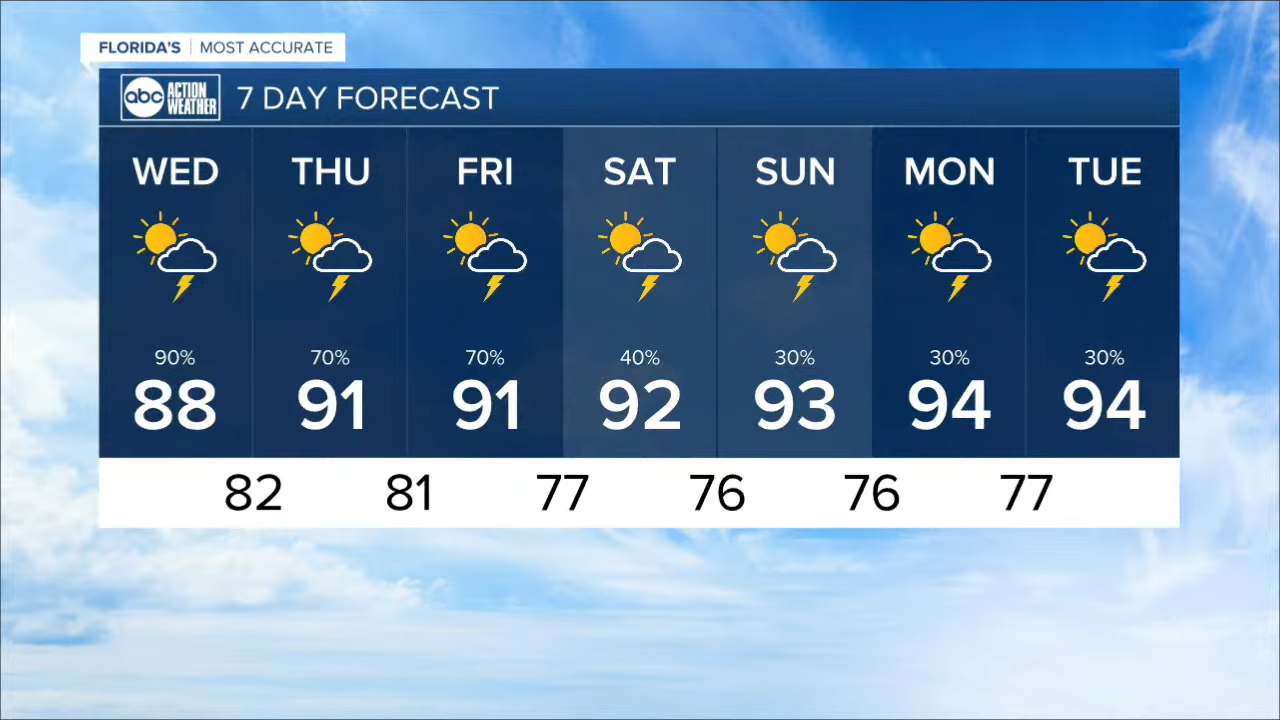 FLORIDA'S | MOST ACCURATE
abc ACTION WEATHER 7 DAY FORECAST
WED THU FRI SAT SUN MON TUE
90% 70% 70% 40% 30% 30% 30%
88 91 91 92 93 94 94
82 81 77 76 76 77